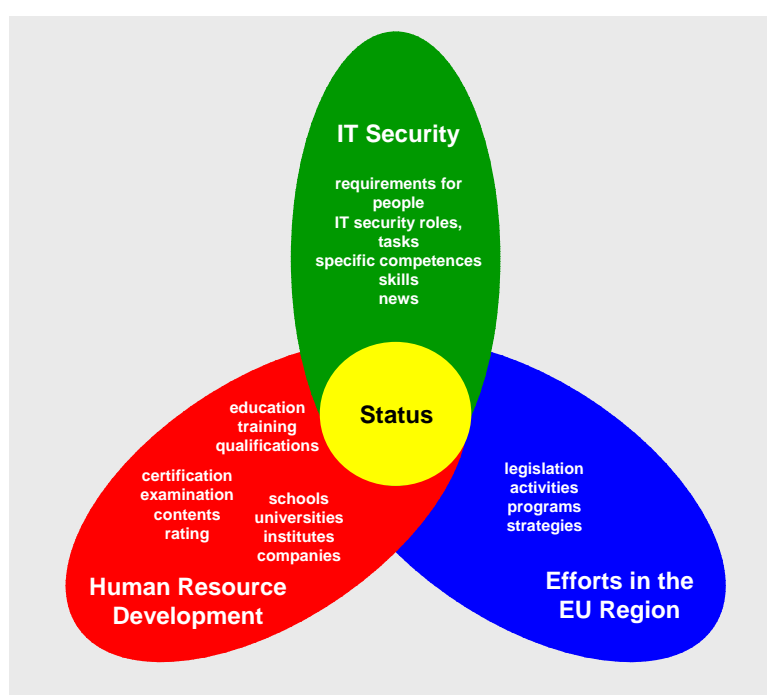 IT Security
requirements for
people
IT security roles,
tasks
specific competences
skills
news
Status
education
training
qualifications
certification
examination
contents
rating
schools
universities
institutes
companies
Human Resource
Development
legislation
activities
programs
strategies
Efforts in the
EU Region